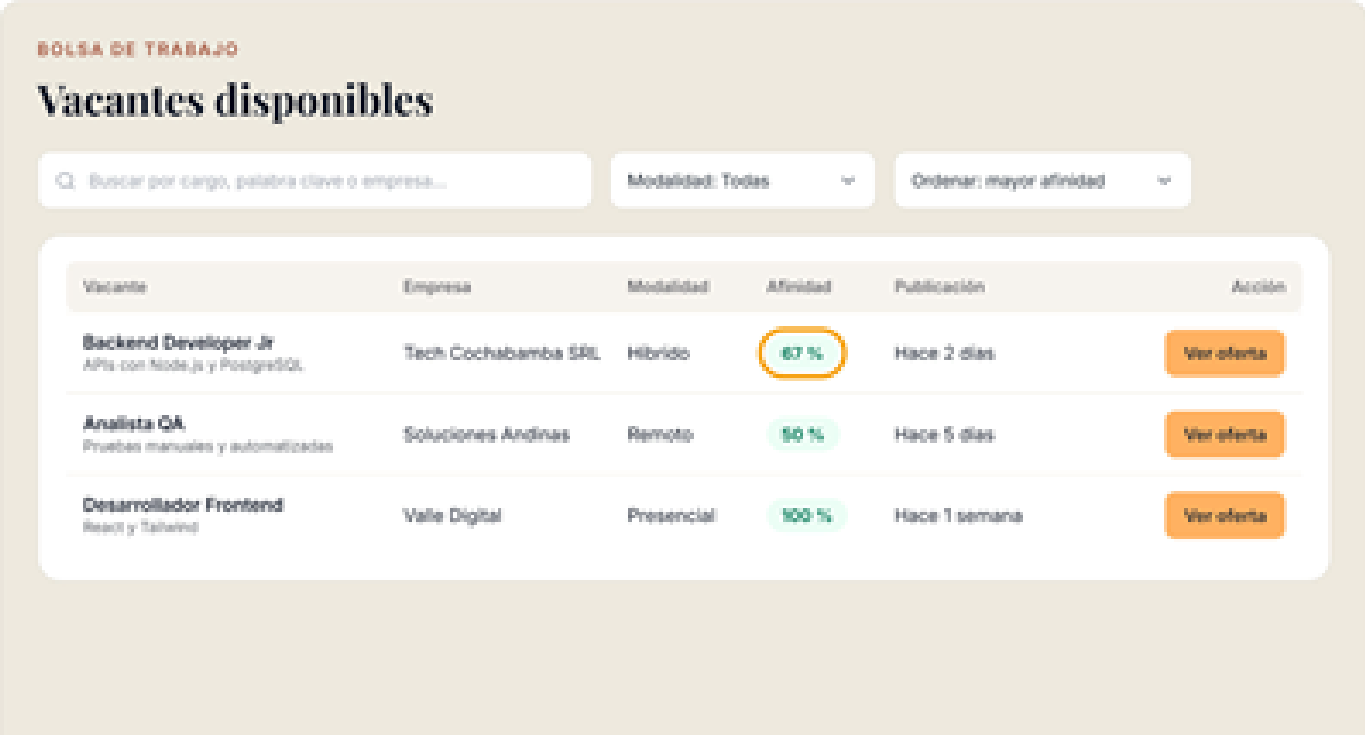 BOLSA DE TRABAJO
Vacantes disponibles
Buscar por cargo, palabra clave o empresa...
Modalidad: Todas
Ordenar: mayor afinidad
Vacante Empresa Modalidad Afinidad Publicación Acción
Backend Developer Jr
APIs con Node.js y PostgreSQL
Tech Cochabamba SRL Híbrido 67 % Hace 2 días Ver oferta
Analista QA
Pruebas manuales y automatizadas
Soluciones Andinas Remoto 50 % Hace 5 días Ver oferta
Desarrollador Frontend
React y Tailwind
Valle Digital Presencial 100 % Hace 1 semana Ver oferta